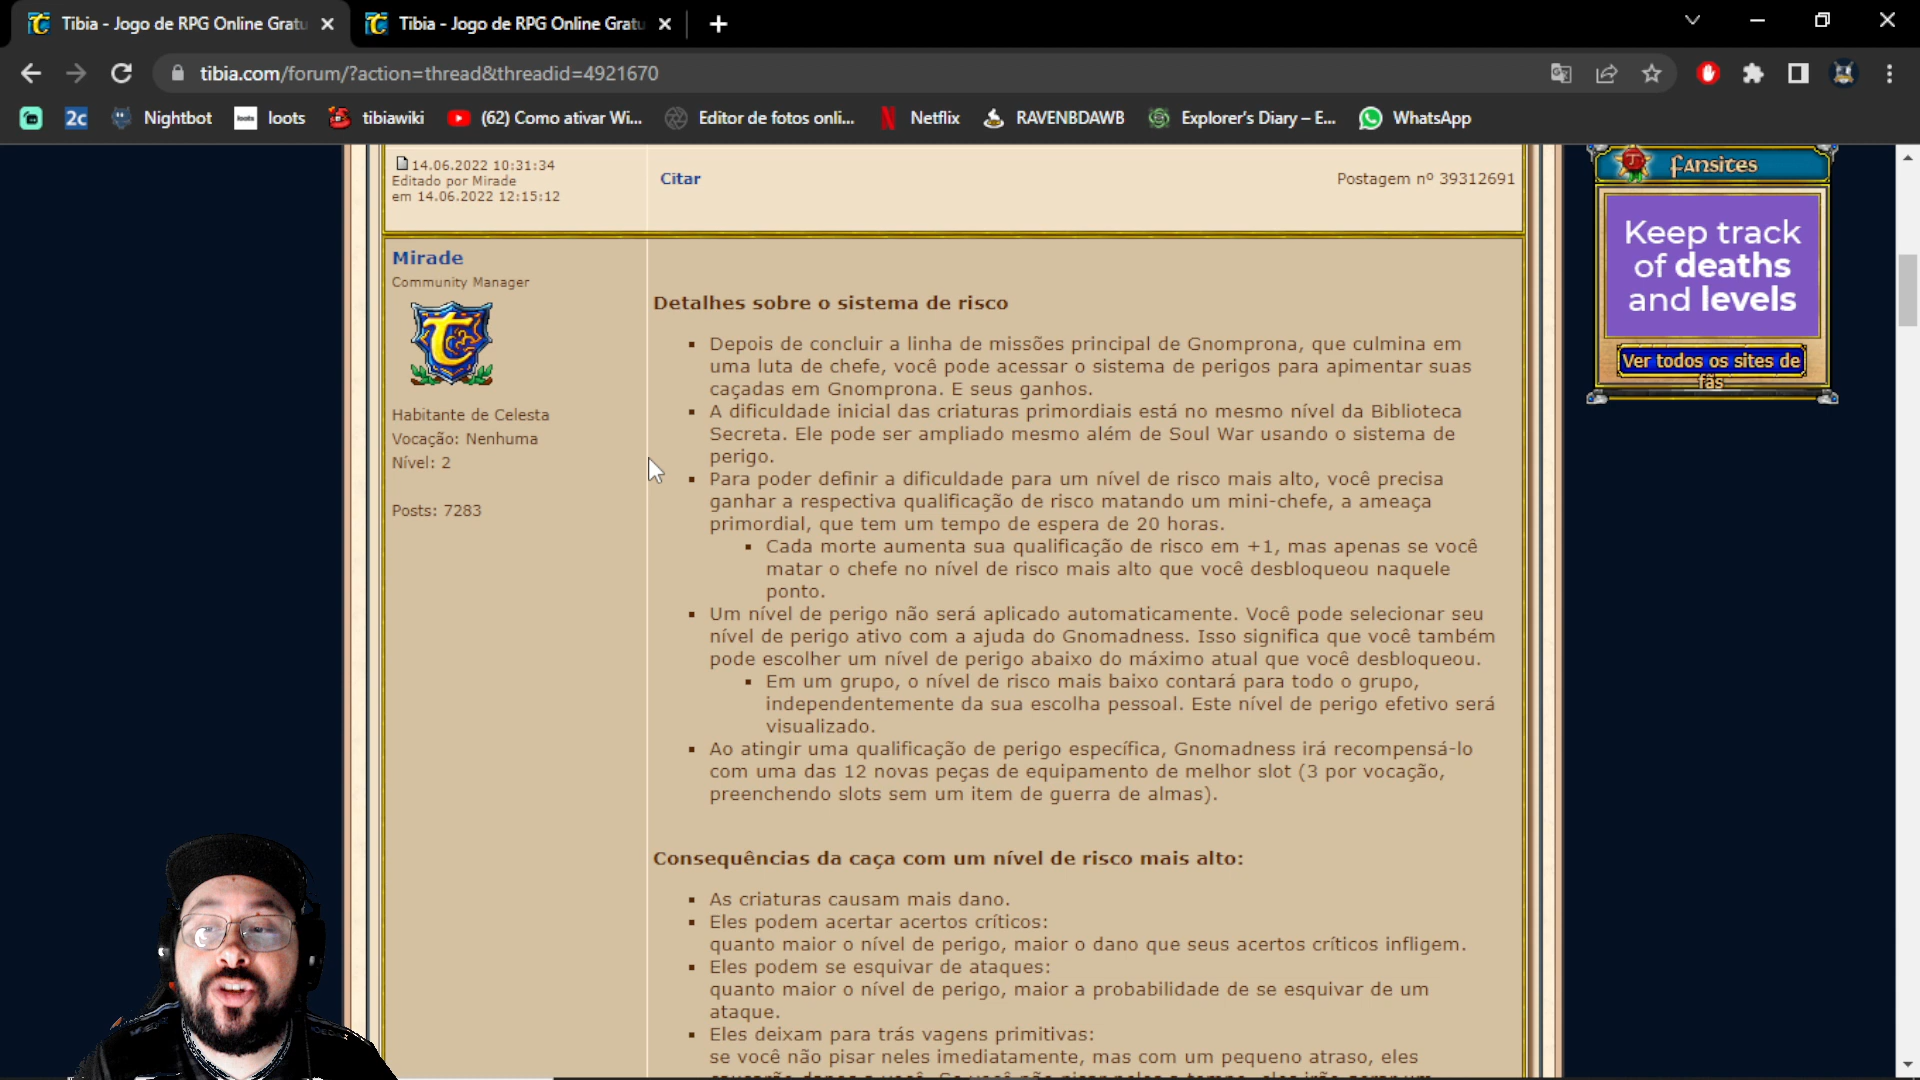 Tibia - Jogo de RPG Online Gratu
Tibia - Jogo de RPG Online Gratu
tibia.com/forum/?action=thread&threadid=4921670
2c
Nightbot
loots
loots
tibiawiki
(62) Como ativar Wi...
Editor de fotos onli...
Netflix
RAVENBDAWB
Explorer's Diary – E...
WhatsApp
14.06.2022 10:31:34
Editado por Mirade
em 14.06.2022 12:15:12
Citar
Postagem nº 39312691
Mirade
Community Manager
Habitante de Celesta
Vocação: Nenhuma
Nível: 2
Posts: 7283
Detalhes sobre o sistema de risco
Depois de concluir a linha de missões principal de Gnomprona, que culmina em
uma luta de chefe, você pode acessar o sistema de perigos para apimentar suas
caçadas em Gnomprona. E seus ganhos.
A dificuldade inicial das criaturas primordiais está no mesmo nível da Biblioteca
Secreta. Ele pode ser ampliado mesmo além de Soul War usando o sistema de
perigo.
Para poder definir a dificuldade para um nível de risco mais alto, você precisa
ganhar a respectiva qualificação de risco matando um mini-chefe, a ameaça
primordial, que tem um tempo de espera de 20 horas.
Cada morte aumenta sua qualificação de risco em +1, mas apenas se você
matar o chefe no nível de risco mais alto que você desbloqueou naquele
ponto.
Um nível de perigo não será aplicado automaticamente. Você pode selecionar seu
nível de perigo ativo com a ajuda do Gnomadness. Isso significa que você também
pode escolher um nível de perigo abaixo do máximo atual que você desbloqueou.
Em um grupo, o nível de risco mais baixo contará para todo o grupo,
independentemente da sua escolha pessoal. Este nível de perigo efetivo será
visualizado.
Ao atingir uma qualificação de perigo específica, Gnomadness irá recompensá-lo
com uma das 12 novas peças de equipamento de melhor slot (3 por vocação,
preenchendo slots sem um item de guerra de almas).
Consequências da caça com um nível de risco mais alto:
As criaturas causam mais dano.
Eles podem acertar acertos críticos:
quanto maior o nível de perigo, maior o dano que seus acertos críticos infligem.
Eles podem se esquivar de ataques:
quanto maior o nível de perigo, maior a probabilidade de se esquivar de um
ataque.
Eles deixam para trás vagens primitivas:
se você não pisar neles imediatamente, mas com um pequeno atraso, eles
Fansites
Keep track
of deaths
and levels
Ver todos os sites de
fãs